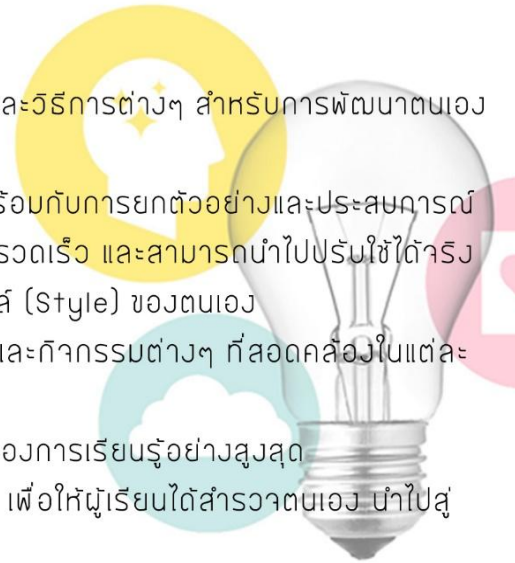 ละวิธีการต่างๆ สำหรับการพัฒนาตนเอง
ร้อมกับการยกตัวอย่างและประสบการณ์
รวดเร็ว และสามารถนำไปปรับใช้ได้จริง
ล์ (Style) ของตนเอง
และกิจกรรมต่างๆ ที่สอดคล้องในแต่ละ
องการเรียนรู้อย่างสูงสุด
เพื่อให้ผู้เรียนได้สำรวจตนเอง นำไปสู่